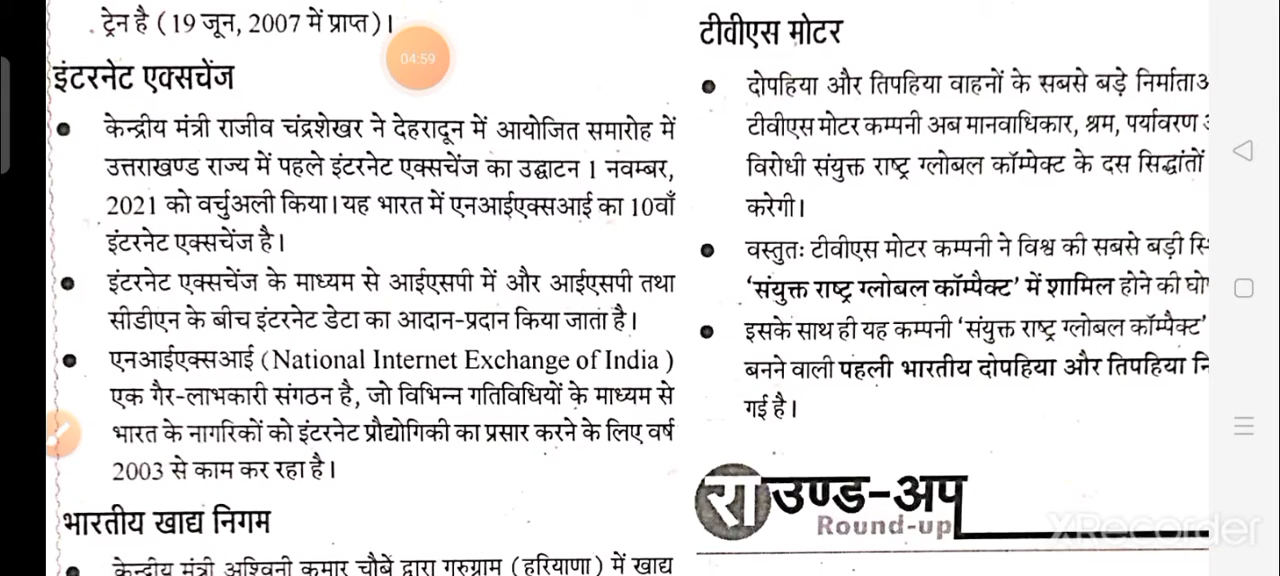 ट्रेन है (19 जून, 2007 में प्राप्त)।
04:59
इंटरनेट एक्सचेंज
• केन्द्रीय मंत्री राजीव चंद्रशेखर ने देहरादून में आयोजित समारोह में
उत्तराखण्ड राज्य में पहले इंटरनेट एक्सचेंज का उद्घाटन 1 नवम्बर,
2021 को वर्चुअली किया। यह भारत में एनआईएक्सआई का 10वाँ
इंटरनेट एक्सचेंज है।
• इंटरनेट एक्सचेंज के माध्यम से आईएसपी में और आईएसपी तथा
सीडीएन के बीच इंटरनेट डेटा का आदान-प्रदान किया जाता है।
• एनआईएक्सआई (National Internet Exchange of India )
एक गैर-लाभकारी संगठन है, जो विभिन्न गतिविधियों के माध्यम से
भारत के नागरिकों को इंटरनेट प्रौद्योगिकी का प्रसार करने के लिए वर्ष
2003 से काम कर रहा है।
भारतीय खाद्य निगम
• केन्द्रीय मंत्री अश्विनी कुमार चौबे द्वारा गुरुग्राम (हरियाणा) में खाद्य
टीवीएस मोटर
• दोपहिया और तिपहिया वाहनों के सबसे बड़े
टीवीएस मोटर कम्पनी अब मानवाधिकार, श्रम, पर्यावरण
विरोधी संयुक्त राष्ट्र ग्लोबल कॉम्पेक्ट के दस सिद्धांतों
करेगी।
• वस्तुतः टीवीएस मोटर कम्पनी ने विश्व की सबसे बड़ी
‘संयुक्त राष्ट्र ग्लोबल कॉम्पैक्ट’ में शामिल होने की
• इसके साथ ही यह कम्पनी ‘संयुक्त राष्ट्र ग्लोबल कॉम्पैक्ट’
बनने वाली पहली भारतीय दोपहिया और तिपहिया
गई है।
राउण्ड-अप
Round-up
XRecorder